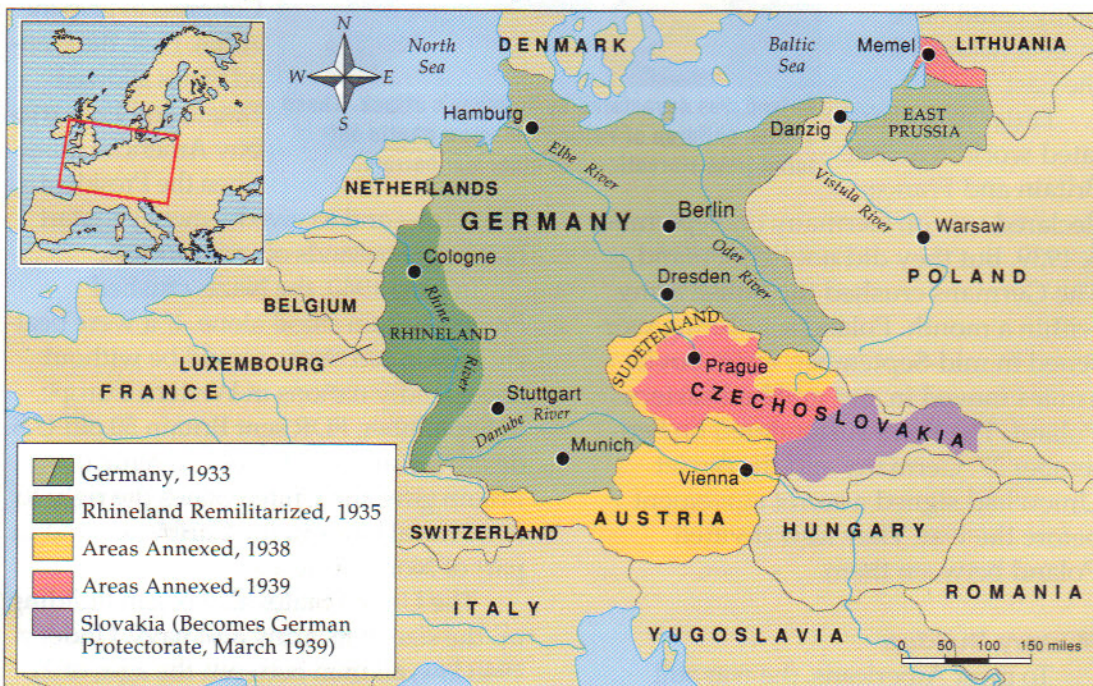 N
W E
S
North
Sea
DENMARK
Baltic
Sea
Memel
LITHUANIA
Hamburg
Elbe River
Danzig
EAST
PRUSSIA
Vistula River
NETHERLANDS
GERMANY
Berlin
Oder River
Warsaw
POLAND
Cologne
Rhine
River
Dresden
BELGIUM
RHINELAND
LUXEMBOURG
FRANCE
SUDETENLAND
Prague
CZECHOSLOVAKIA
Stuttgart
Danube River
Munich
Vienna
SWITZERLAND
AUSTRIA
HUNGARY
ITALY
YUGOSLAVIA
ROMANIA
Germany, 1933
Rhineland Remilitarized, 1935
Areas Annexed, 1938
Areas Annexed, 1939
Slovakia (Becomes German
Protectorate, March 1939)
0 50 100 150 miles